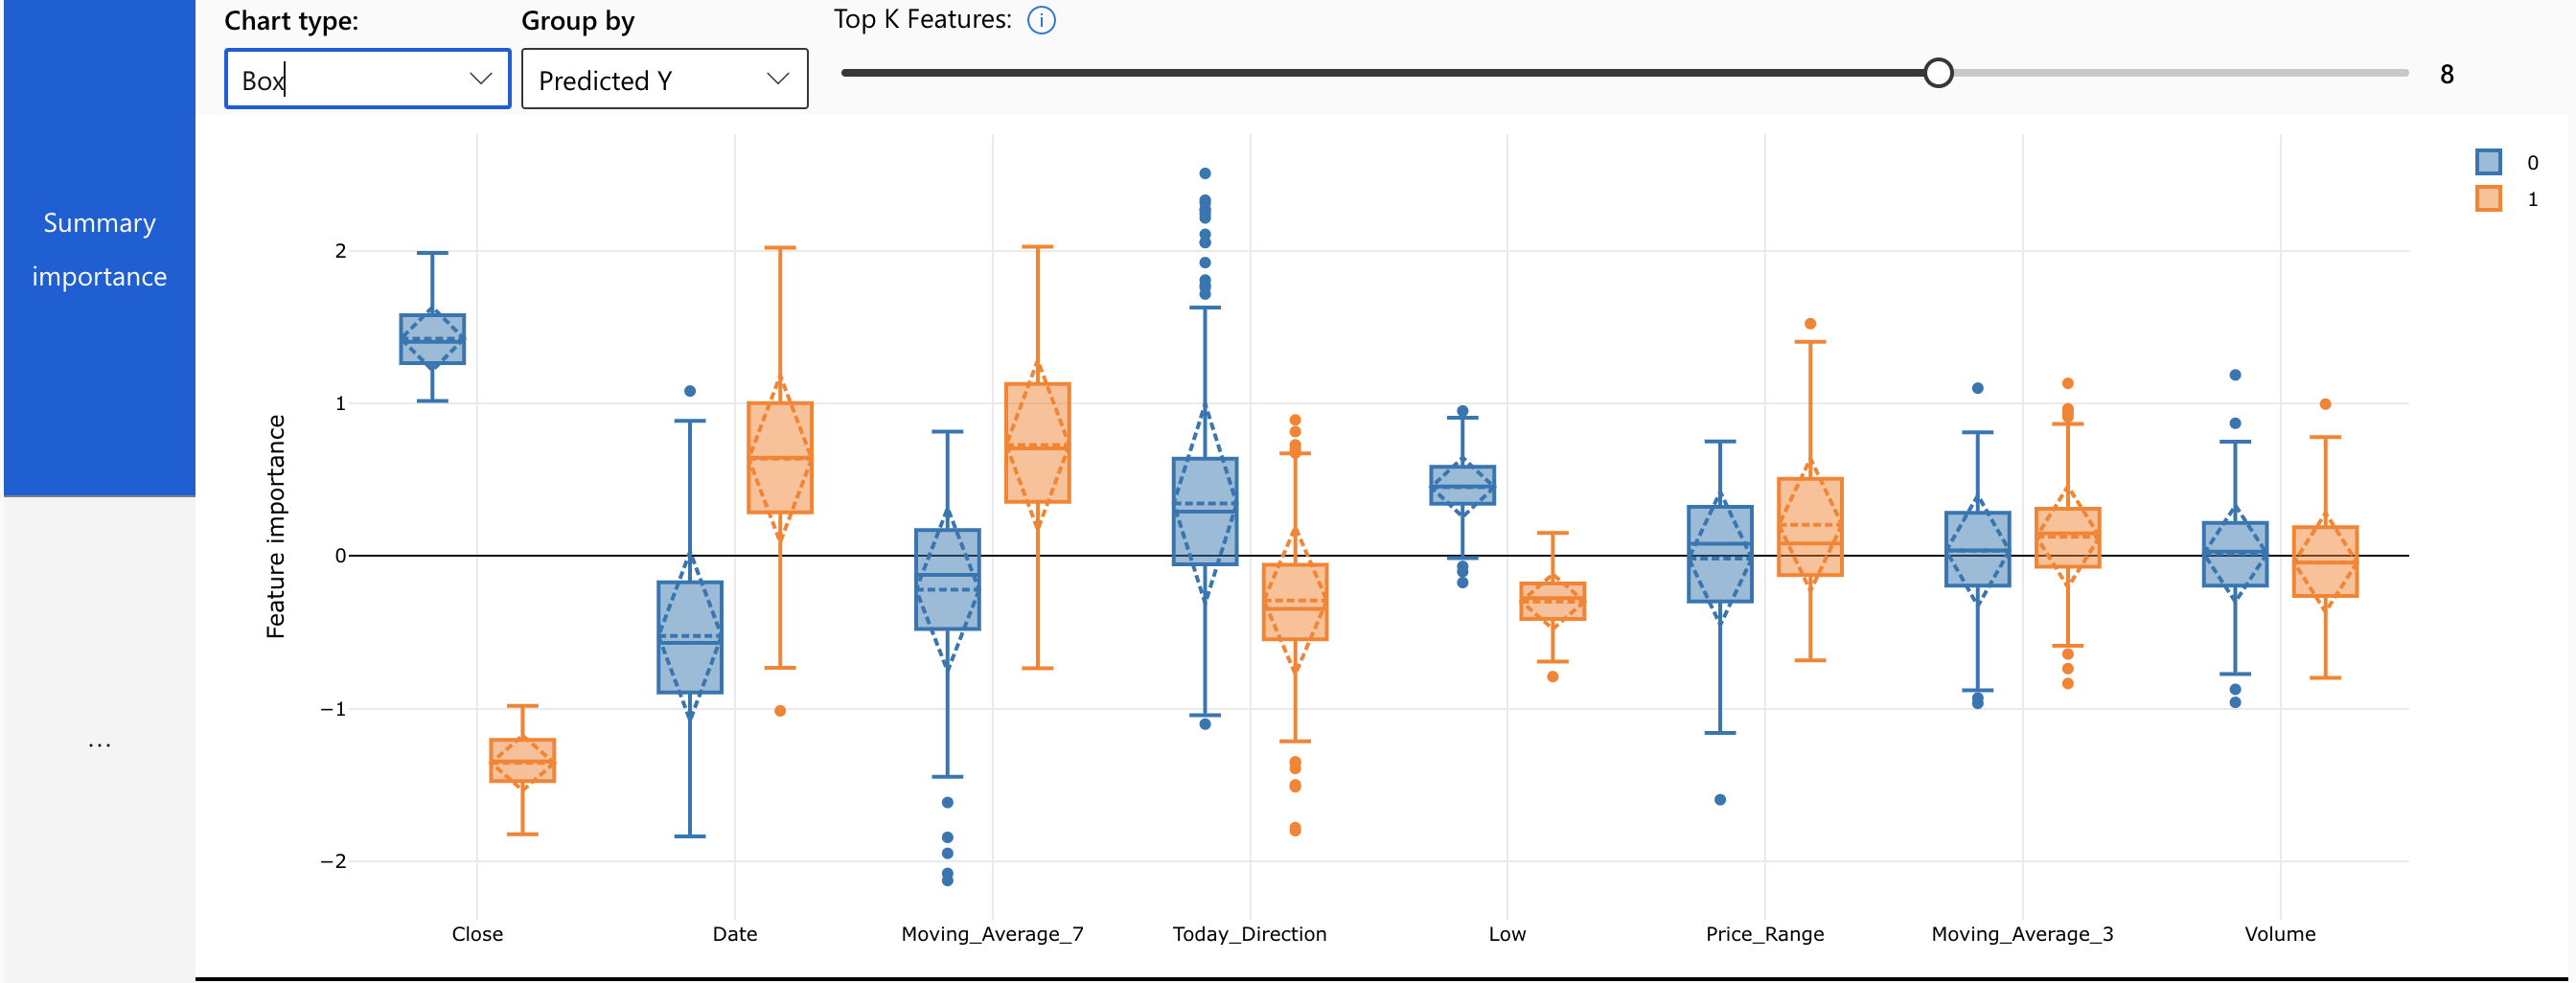 Chart type:
Group by
Top K Features:
Box
Predicted Y
8
Summary
importance
...
0
1
Feature importance
2
1
0
−1
−2
Close
Date
Moving_Average_7
Today_Direction
Low
Price_Range
Moving_Average_3
Volume